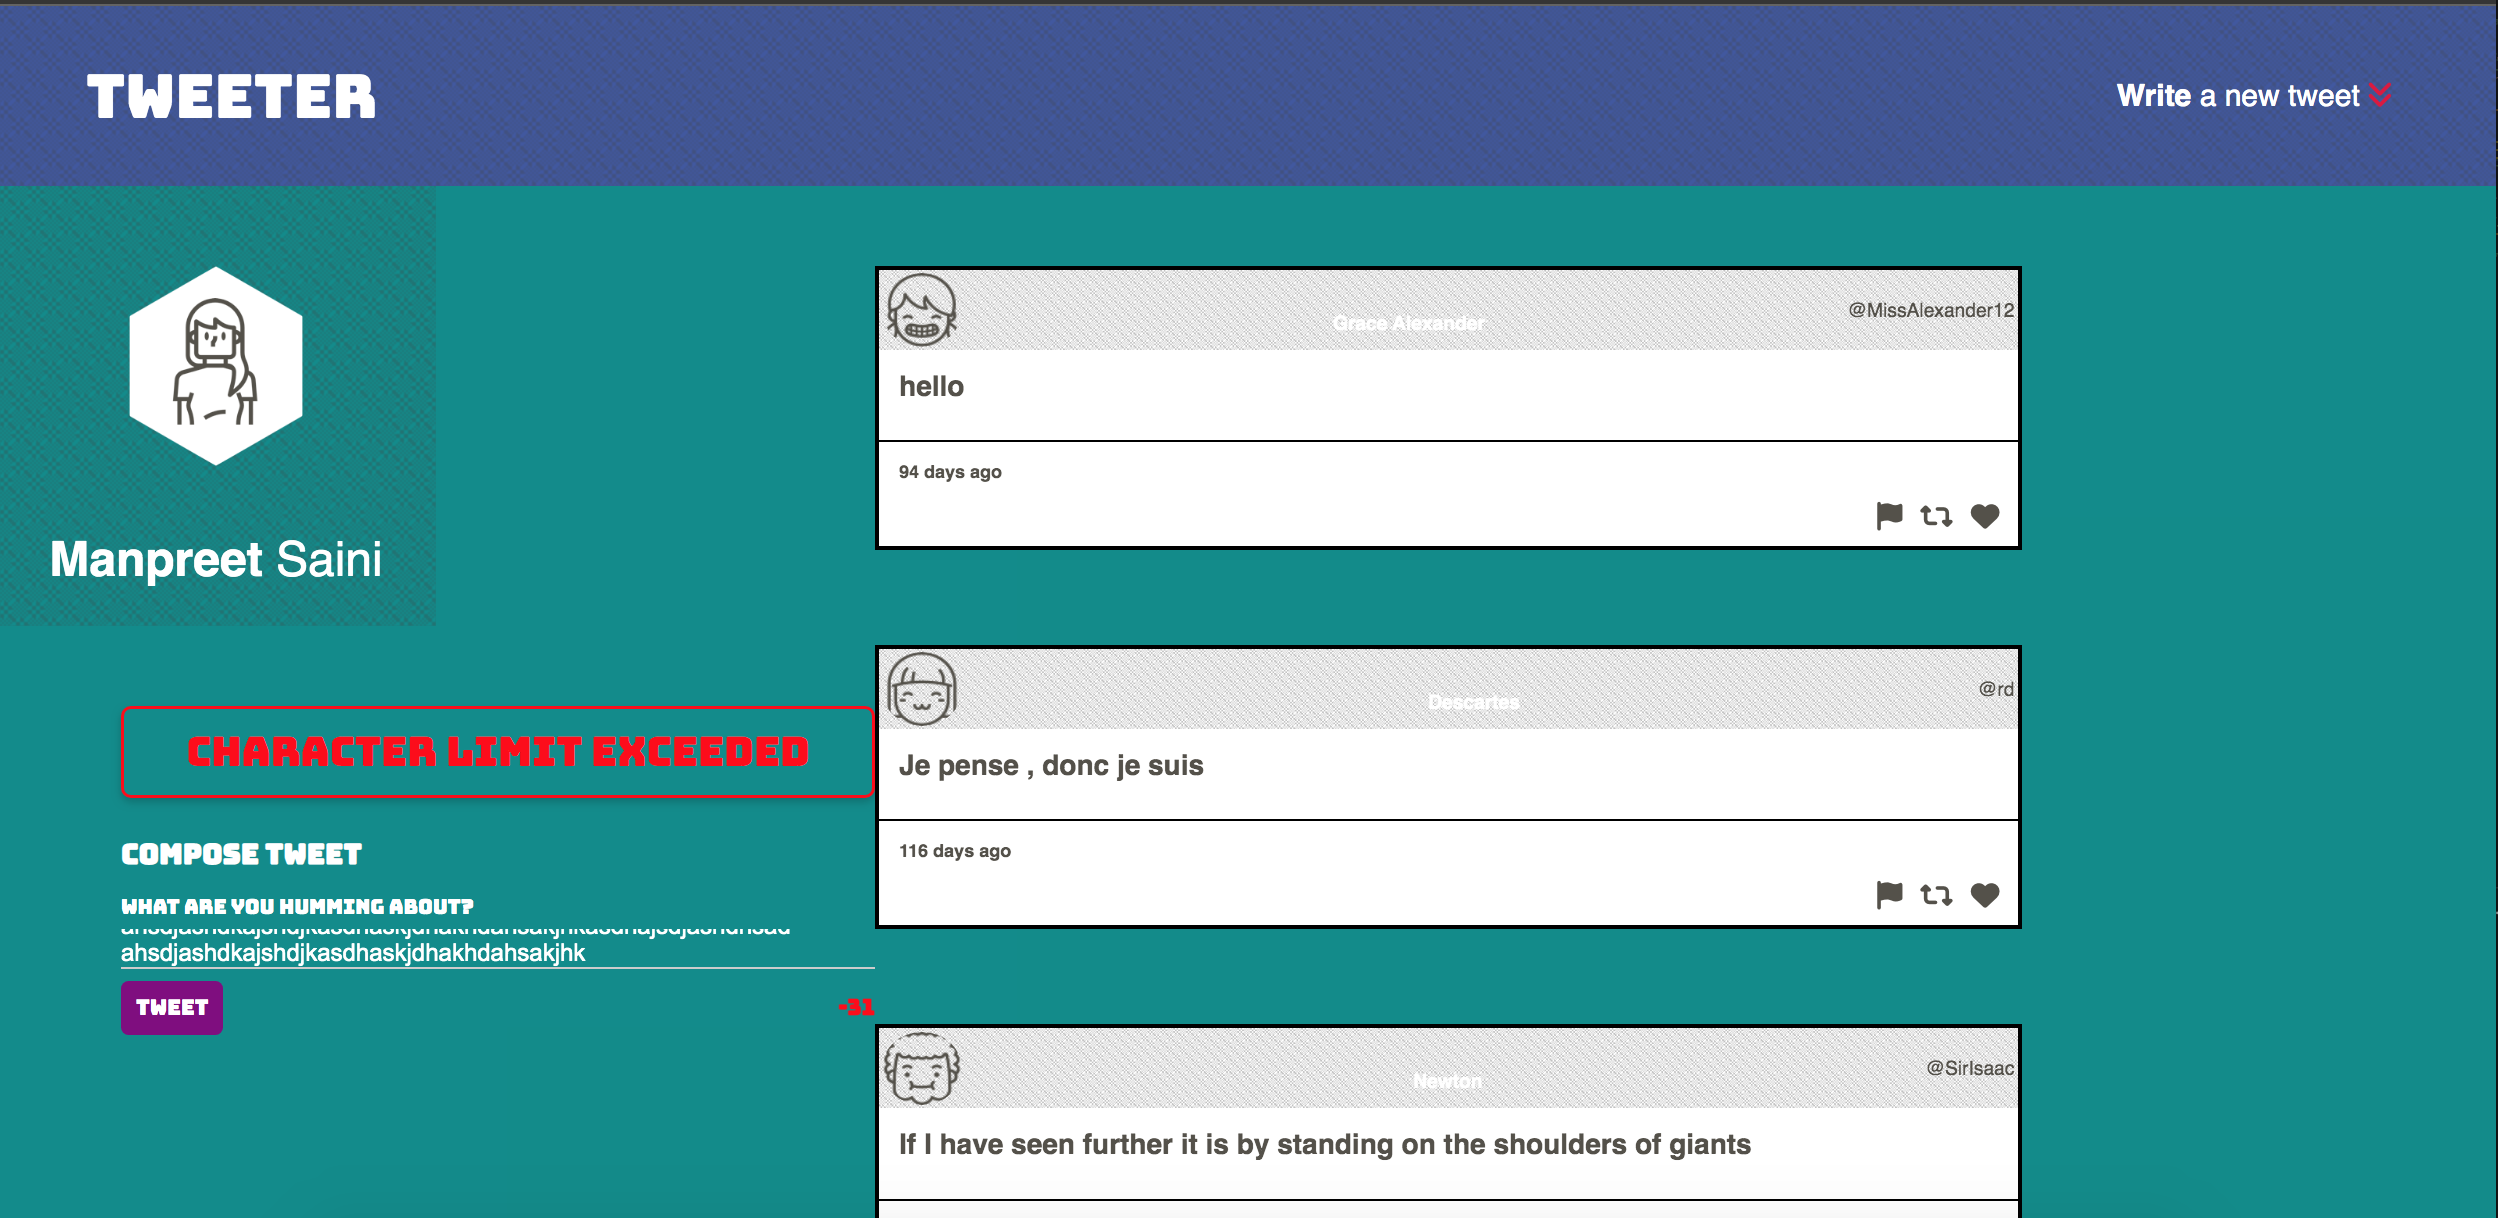 TWEETER
Write a new tweet
Manpreet Saini
CHARACTER LIMIT EXCEEDED
COMPOSE TWEET
WHAT ARE YOU HUMMING ABOUT?
ahsdjashdkajshdjkasdhaskjdhakhdahsakjhk
TWEET
-31
Grace Alexander
@MissAlexander12
hello
94 days ago
Descartes
@rd
Je pense , donc je suis
116 days ago
Newton
@SirIsaac
If I have seen further it is by standing on the shoulders of giants